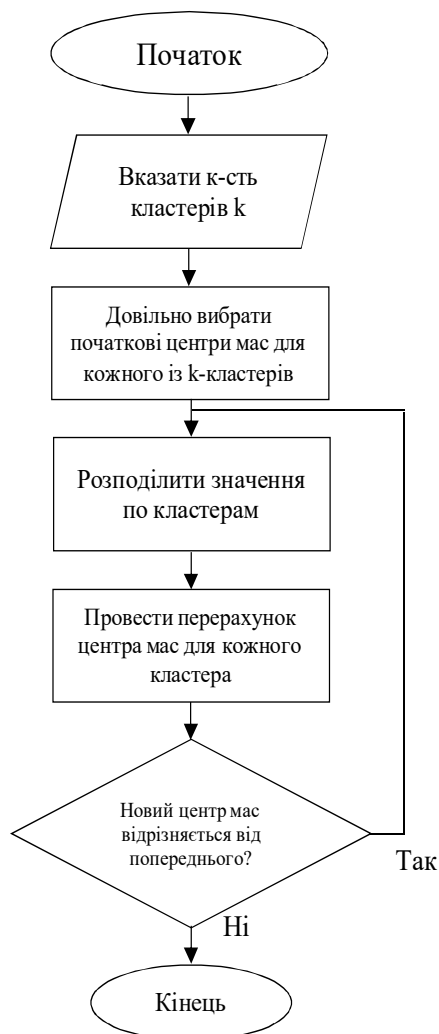 Початок
Вказати к-сть
кластерів k
Довільно вибрати
початкові центри мас для
кожного із k-кластерів
Розподілити значення
по кластерам
Провести перерахунок
центра мас для кожного
кластера
Новий центр мас
відрізняється від
попереднього?
Так
Ні
Кінець